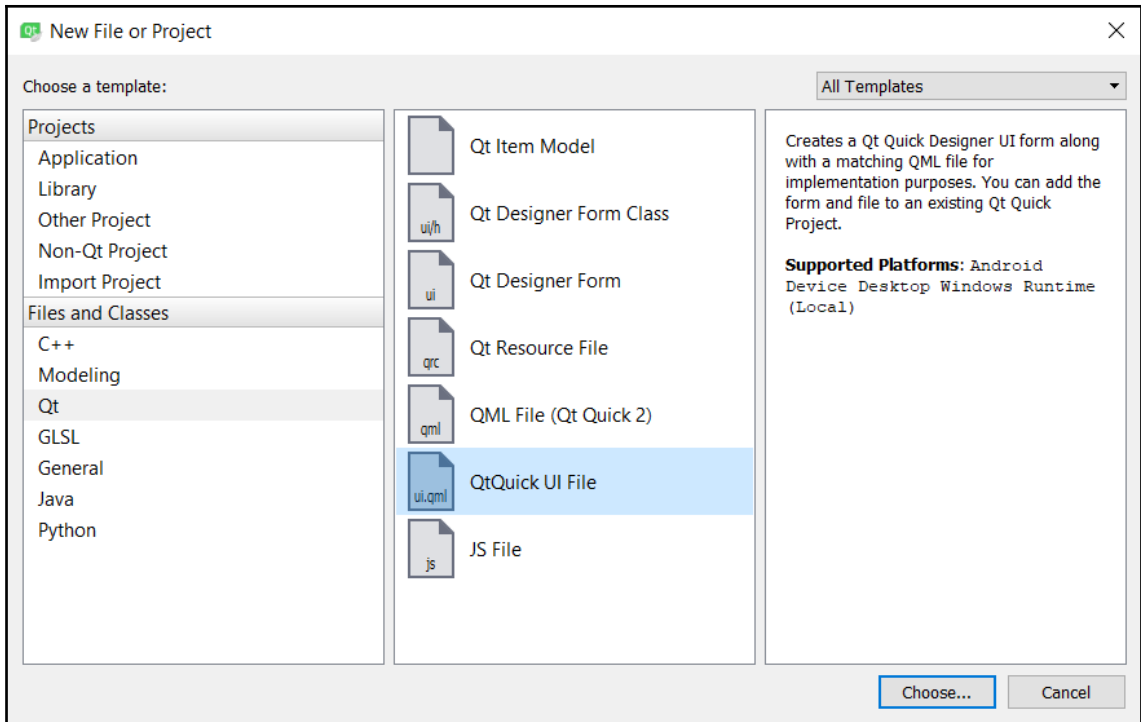 Qt New File or Project
Choose a template:
All Templates
Projects
Application
Library
Other Project
Non-Qt Project
Import Project
Files and Classes
C++
Modeling
Qt
GLSL
General
Java
Python
Qt Item Model
ui/h Qt Designer Form Class
ui Qt Designer Form
qrc Qt Resource File
qml QML File (Qt Quick 2)
ui.qml QtQuick UI File
js JS File
Creates a Qt Quick Designer UI form along
with a matching QML file for
implementation purposes. You can add the
form and file to an existing Qt Quick
Project.
Supported Platforms: Android
Device Desktop Windows Runtime
(Local)
Choose...
Cancel